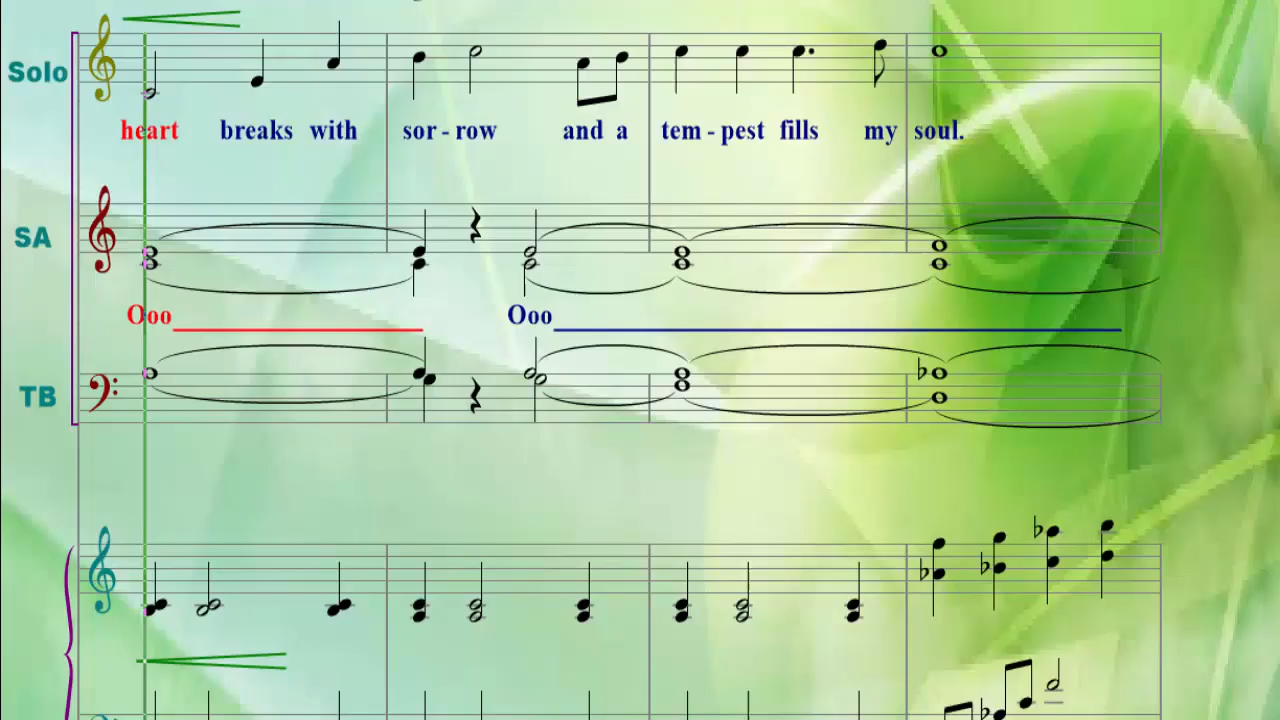 Solo
heart breaks with sor - row and a tem - pest fills my soul.
SA
Ooo Ooo
TB